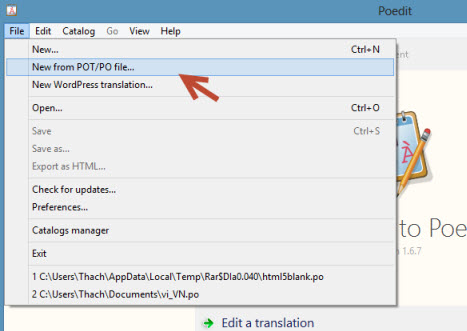 Poedit
File Edit Catalog Go View Help
New... Ctrl+N
New from POT/PO file...
New WordPress translation...
Open... Ctrl+O
Save Ctrl+S
Save as...
Export as HTML...
Check for updates...
Preferences...
Catalogs manager
Exit
1 C:\Users\Thach\AppData\Local\Temp\Rar$DIa0.040\html5blank.po
2 C:\Users\Thach\Documents\vi_VN.po
to Poe
1.6.7
Edit a translation